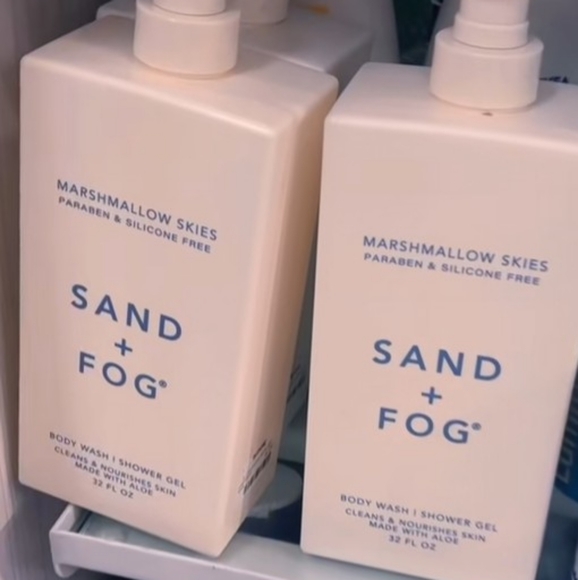 MARSHMALLOW SKIES
PARABEN & SILICONE FREE
SAND
+
FOG®
BODY WASH | SHOWER GEL
CLEANS & NOURISHES SKIN
MADE WITH ALOE
32 FL OZ
MARSHMALLOW SKIES
PARABEN & SILICONE FREE
SAND
+
FOG®
BODY WASH | SHOWER GEL
CLEANS & NOURISHES SKIN
MADE WITH ALOE
32 FL OZ